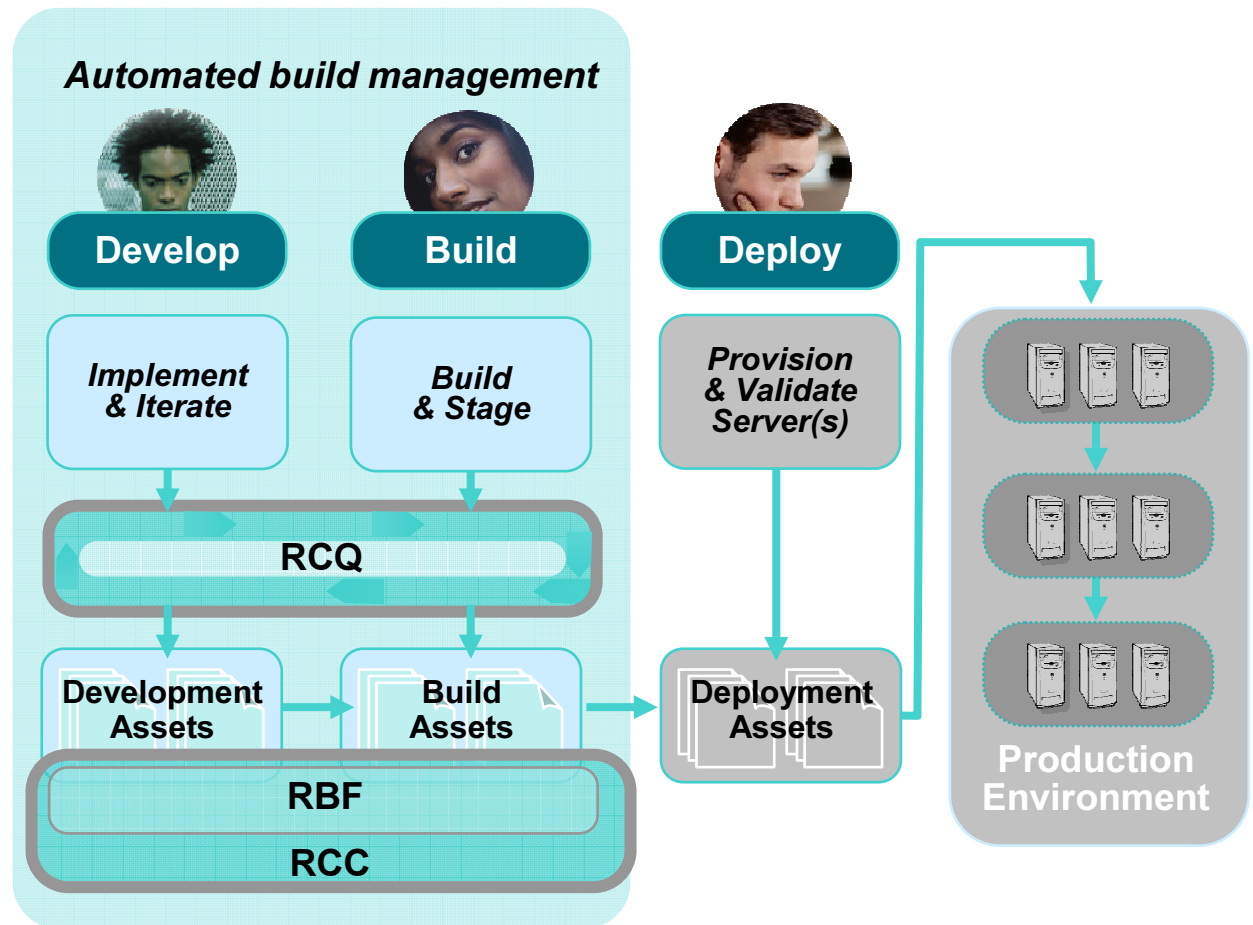 Automated build management
Develop
Build
Deploy
Implement
& Iterate
Build
& Stage
Provision
& Validate
Server(s)
RCQ
Development
Assets
Build
Assets
Deployment
Assets
RBF
RCC
Production
Environment